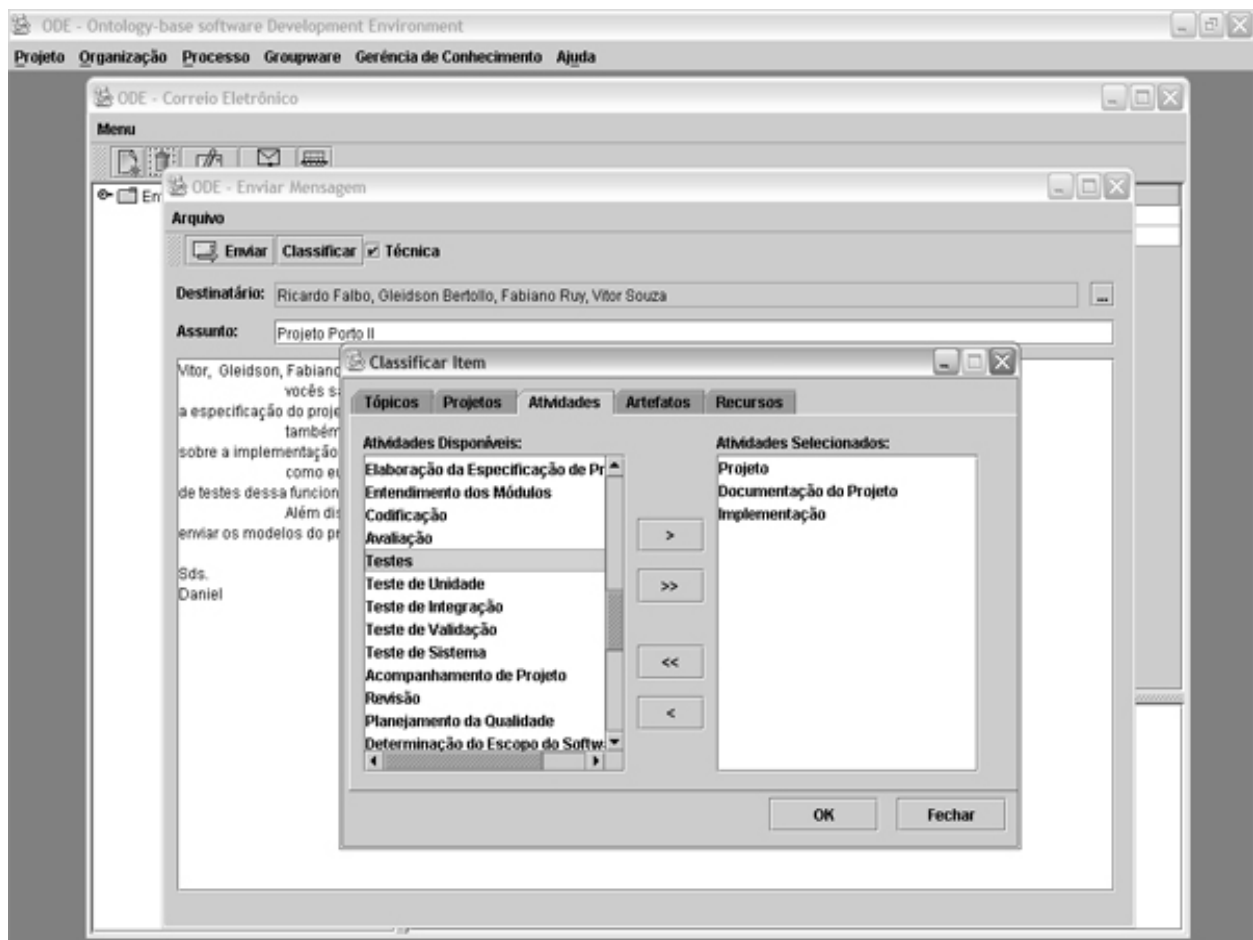 ODE - Ontology-base software Development Environment
Projeto Organização Processo Groupware Gerência de Conhecimento Ajuda
ODE - Correio Eletrônico
Menu
En
ODE - Enviar Mensagem
Arquivo
Enviar Classificar Técnica
Destinatário: Ricardo Falbo, Gleidson Bertollo, Fabiano Ruy, Vitor Souza ...
Assunto: Projeto Porto II
Vitor, Gleidson, Fabiano
vocês sa
a especificação do proje
também
sobre a implementação
como eu
de testes dessa funcion
Além dis
enviar os modelos do pr
Sds.
Daniel
Classificar Item
Tópicos Projetos Atividades Artefatos Recursos
Atividades Disponíveis:
Elaboração da Especificação de Pr
Entendimento dos Módulos
Codificação
Avaliação
Testes
Teste de Unidade
Teste de Integração
Teste de Validação
Teste de Sistema
Acompanhamento de Projeto
Revisão
Planejamento da Qualidade
Determinação do Escopo do Softw
>
>>
<<
<
Atividades Selecionados:
Projeto
Documentação do Projeto
Implementação
OK Fechar